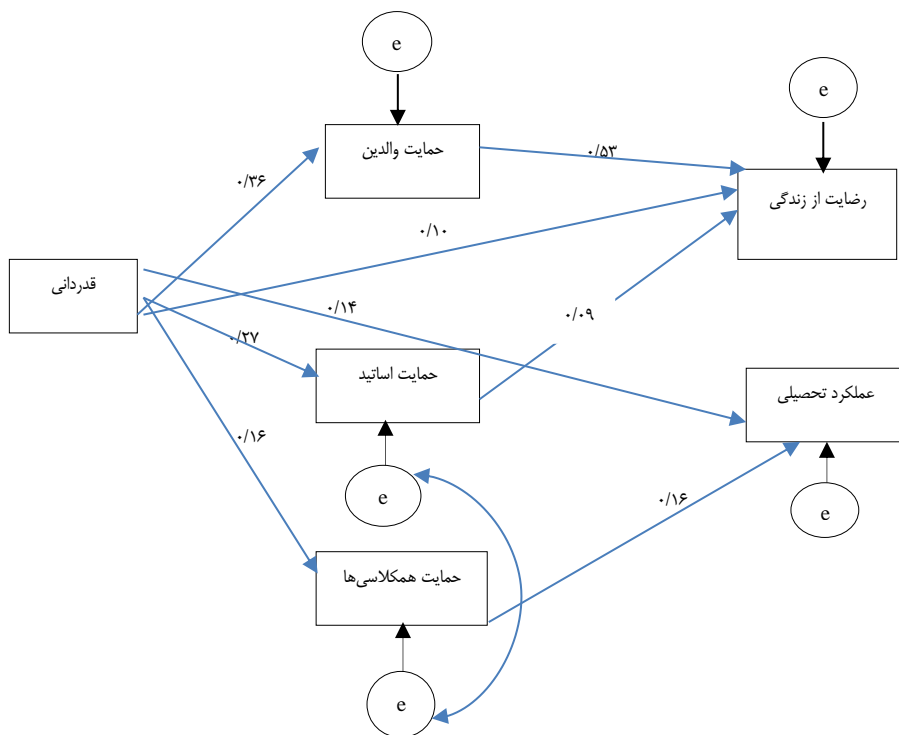 e
e
حمایت والدین
۰/۵۳
۰/۳۶
رضایت از زندگی
۰/۱۰
قدردانی
۰/۱۴
۰/۰۹
۰/۲۷
حمایت اساتید
عملکرد تحصیلی
۰/۱۶
e
۰/۱۶
e
حمایت همکلاسی‌ها
e